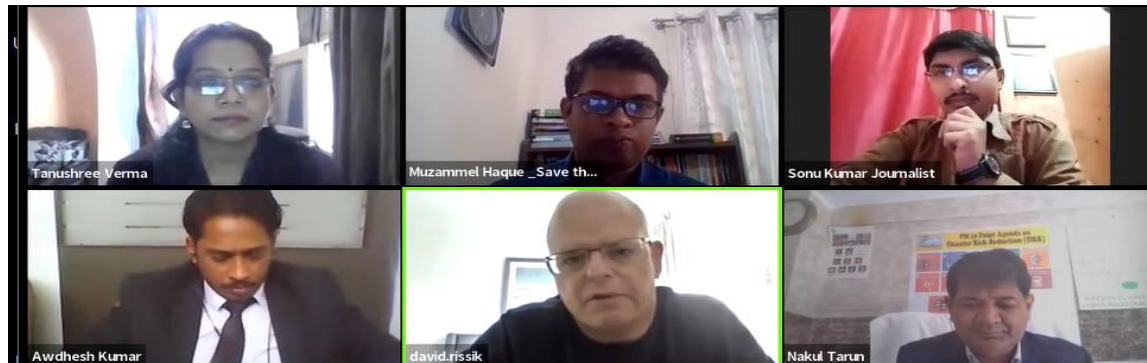 Tanushree Verma
Muzammel Haque _Save th...
Sonu Kumar Journalist
Awdhesh Kumar
david.rissik
PM 10 Point Agenda on
Disaster Risk Reduction (DRR)
Nakul Tarun